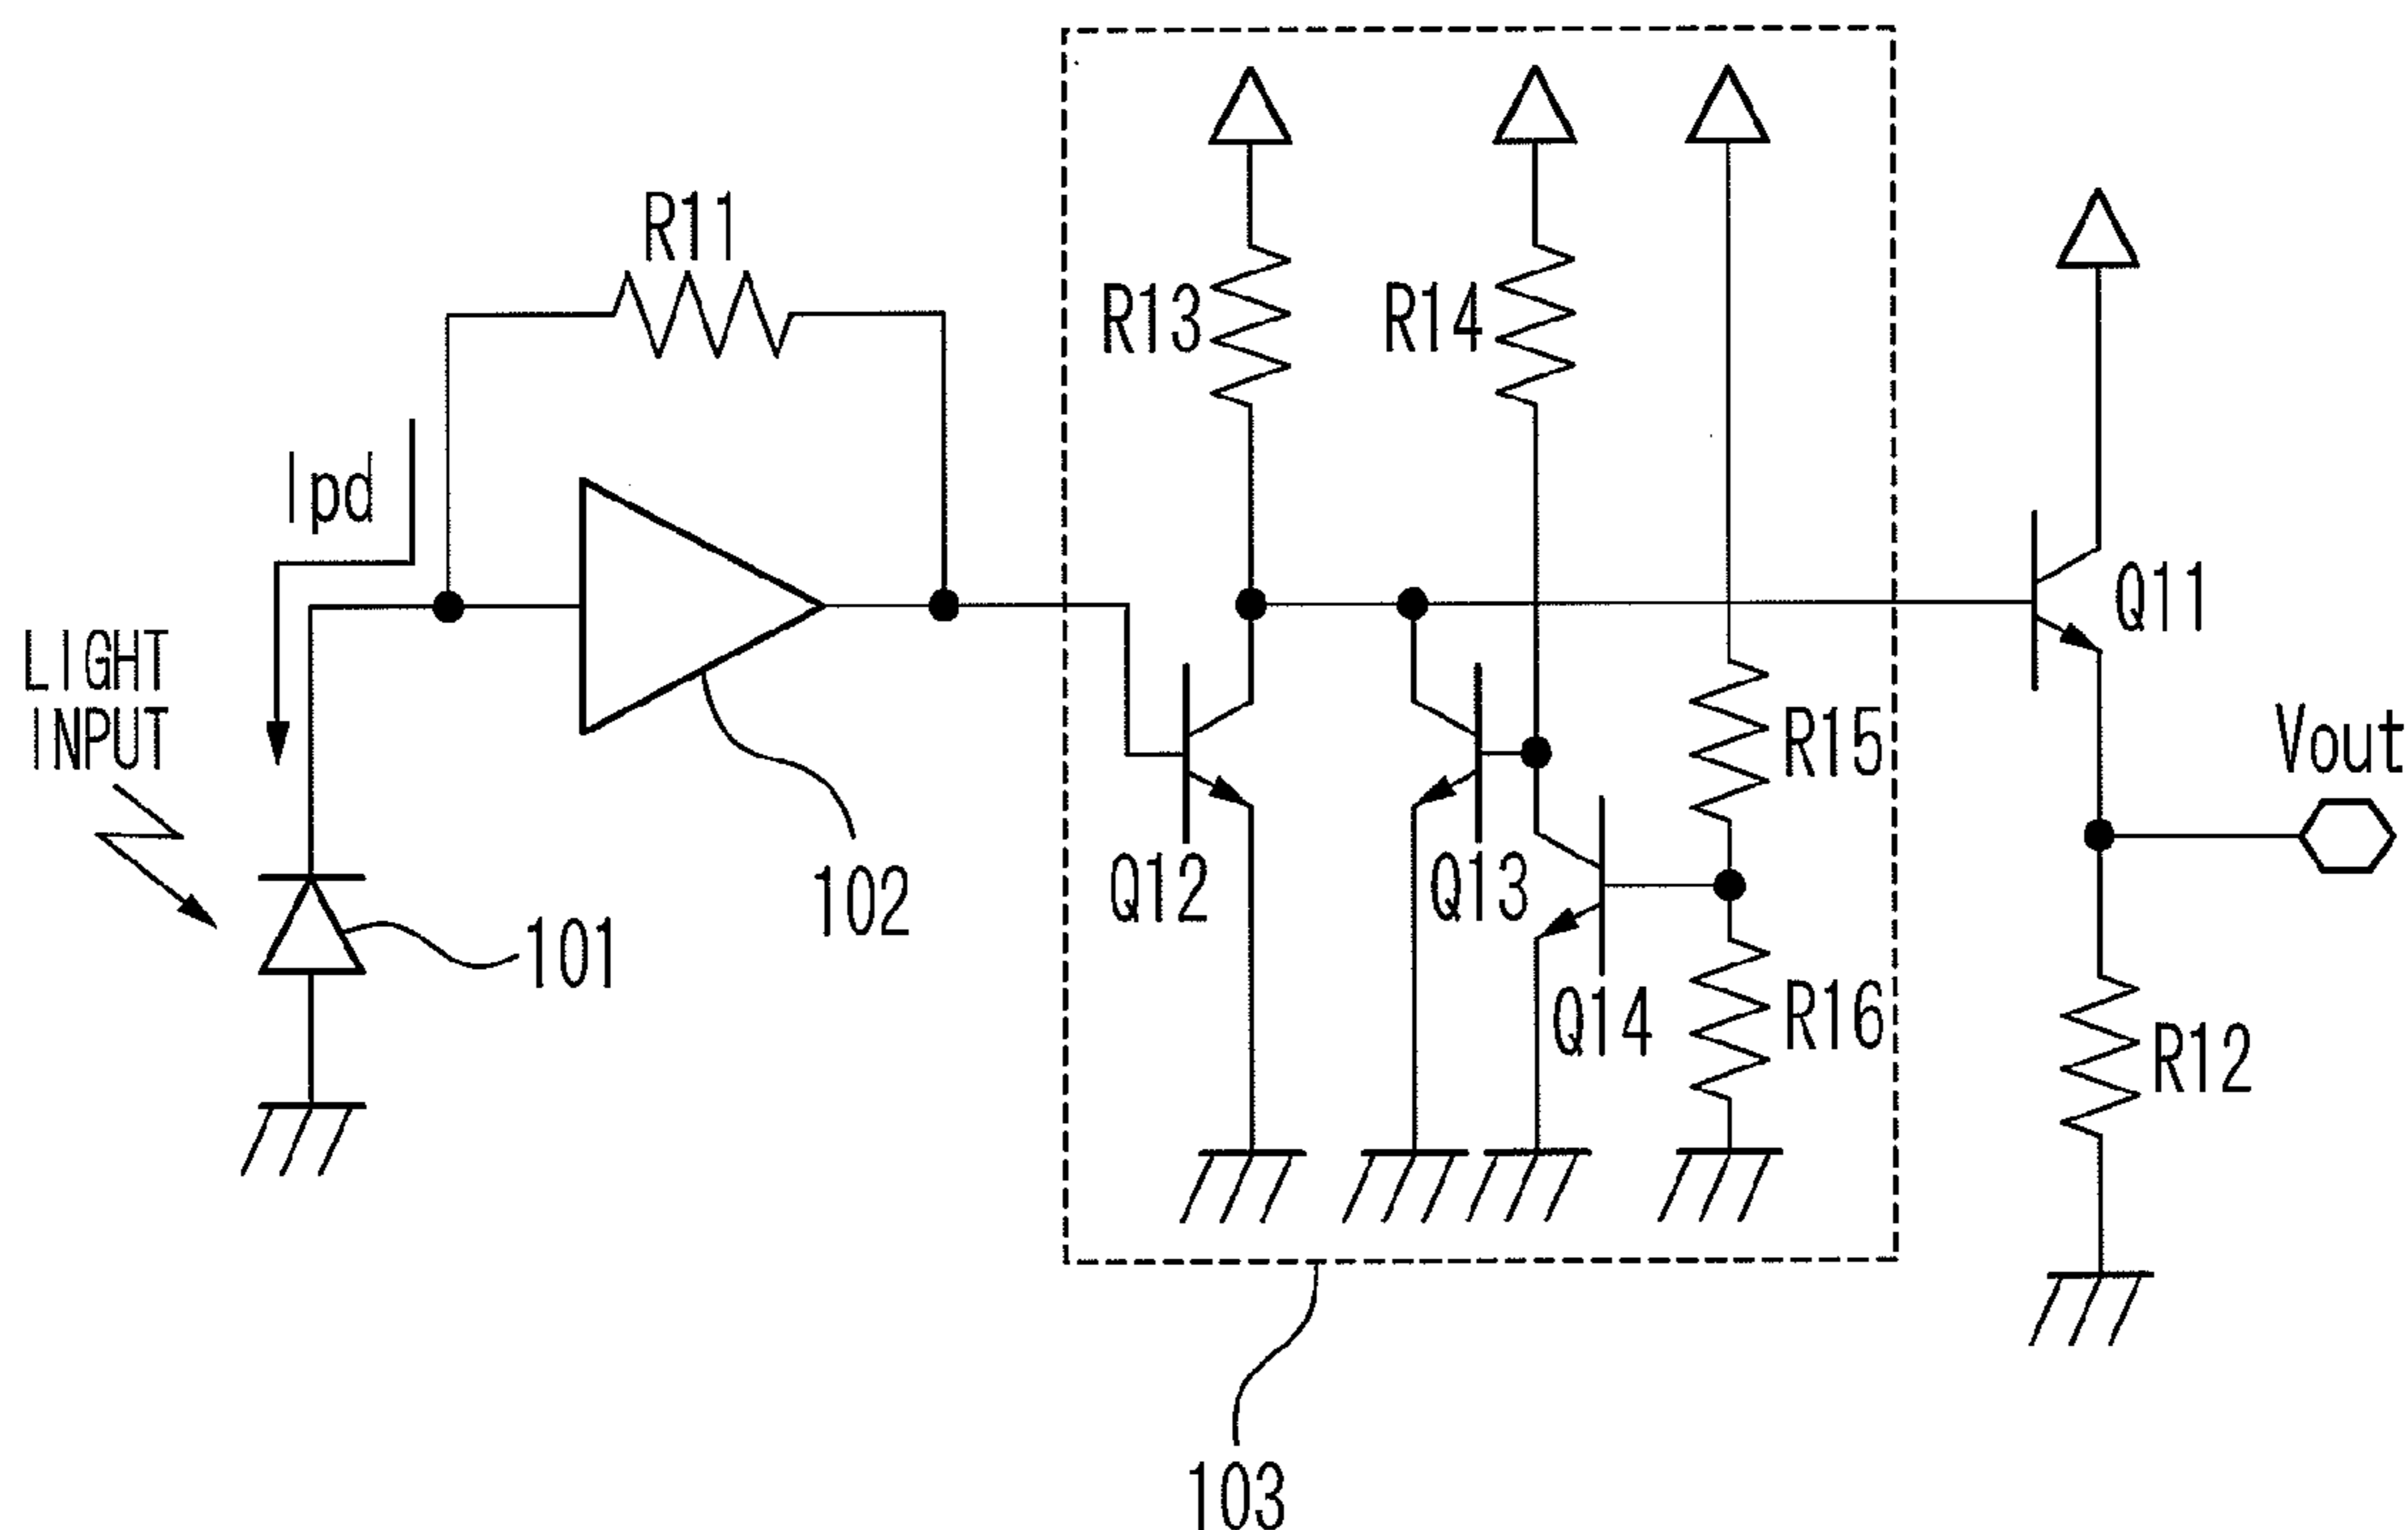 R11
R13
R14
Ipd
Q11
LIGHT
INPUT
R15
Vout
Q12
Q13
102
101
Q14
R16
R12
103